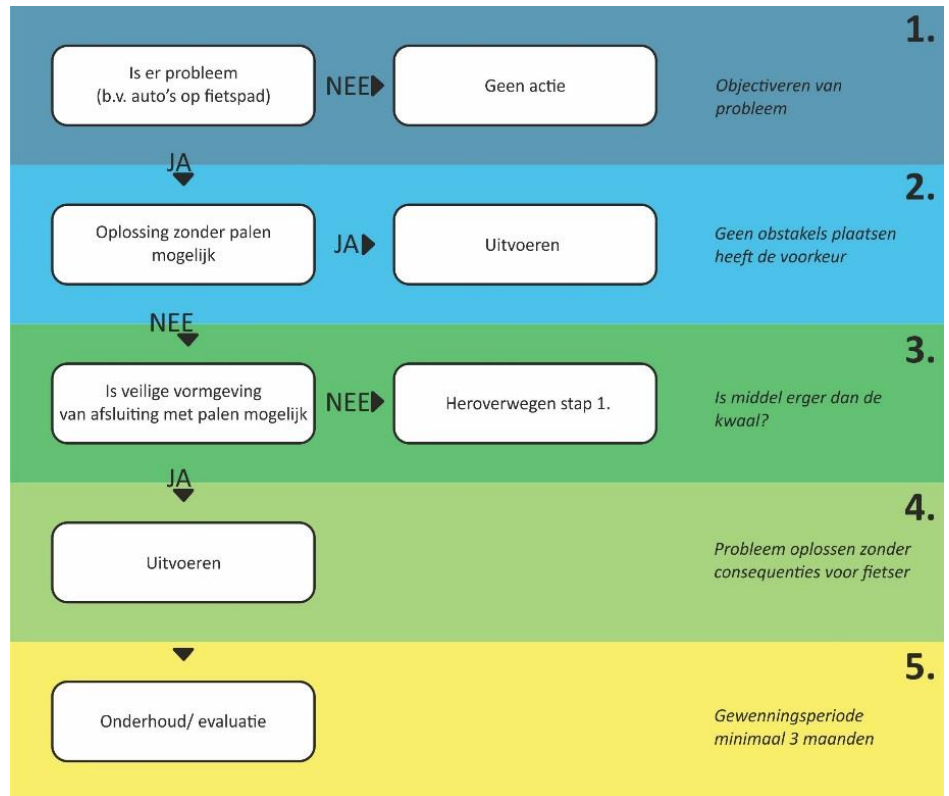 1.
Is er probleem
(b.v. auto's op fietspad)
NEE
Geen actie
Objectiveren van
probleem
JA
2.
Oplossing zonder palen
mogelijk
JA
Uitvoeren
Geen obstakels plaatsen
heeft de voorkeur
NEE
3.
Is veilige vormgeving
van afsluiting met palen mogelijk
NEE
Heroverwegen stap 1.
Is middel erger dan de
kwaal?
JA
4.
Uitvoeren
Probleem oplossen zonder
consequenties voor fietser
5.
Onderhoud/ evaluatie
Gewenningsperiode
minimaal 3 maanden